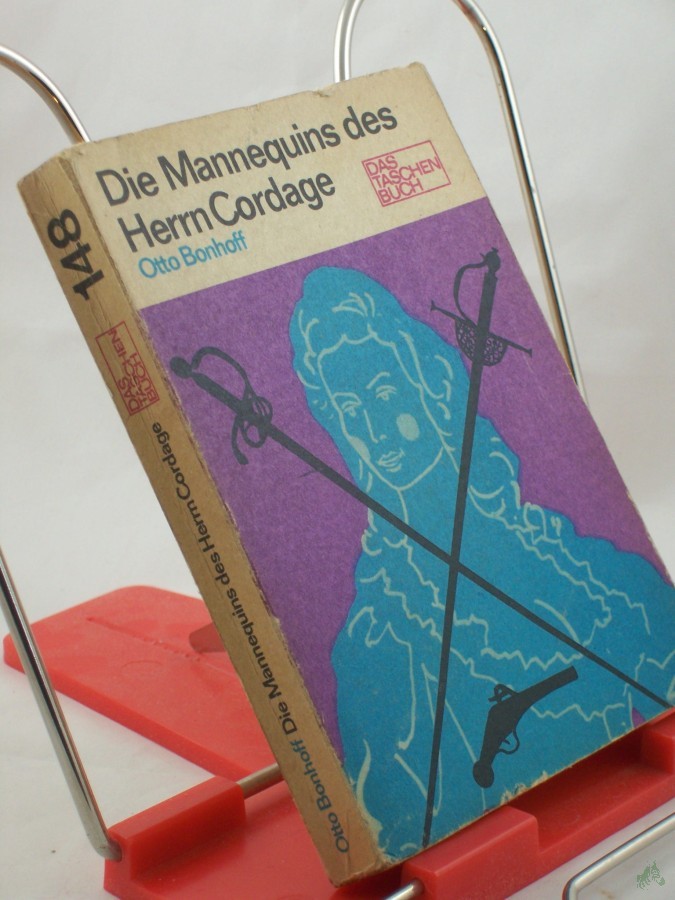 Die Mannequins des
Herrn Cordage
Otto Bonhoff
DAS
TASCHEN
BUCH
148
DAS
TASCHEN
BUCH
Otto Bonhoff Die Mannequins des Herrn Cordage